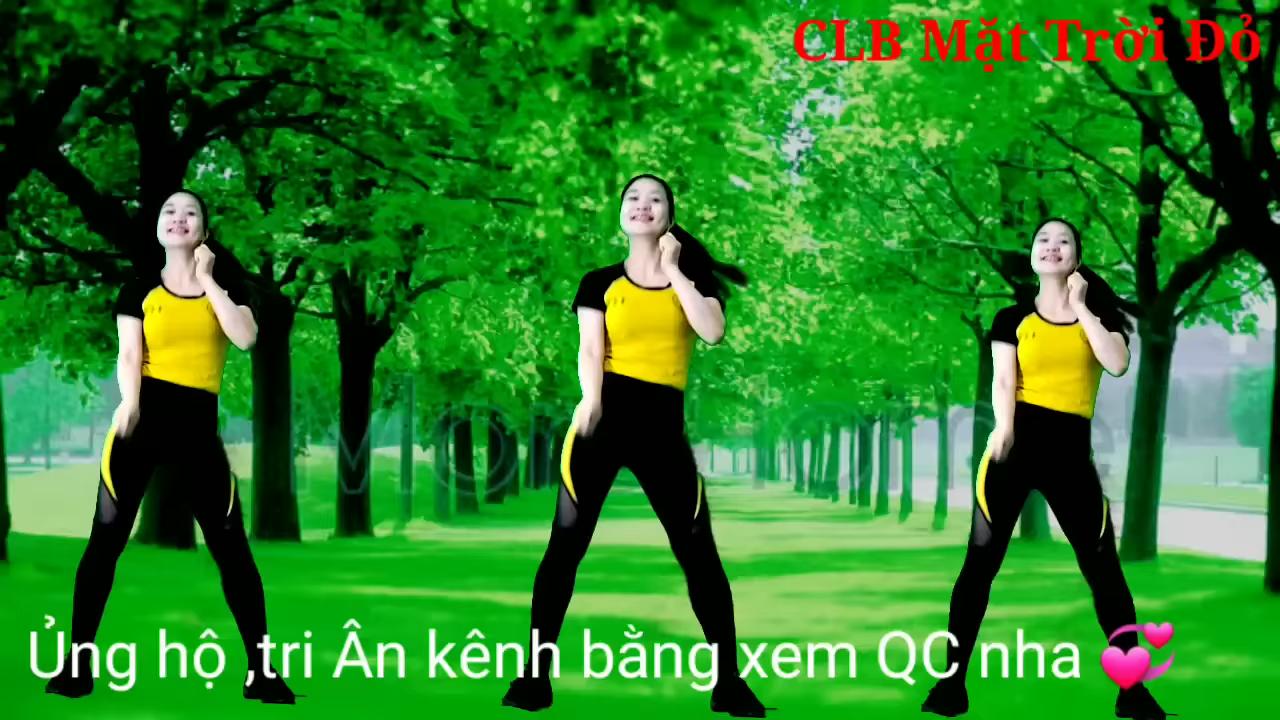 CLB Mặt Trời Đỏ
Ủng hộ ,tri Ân kênh bằng xem QC nha 💞